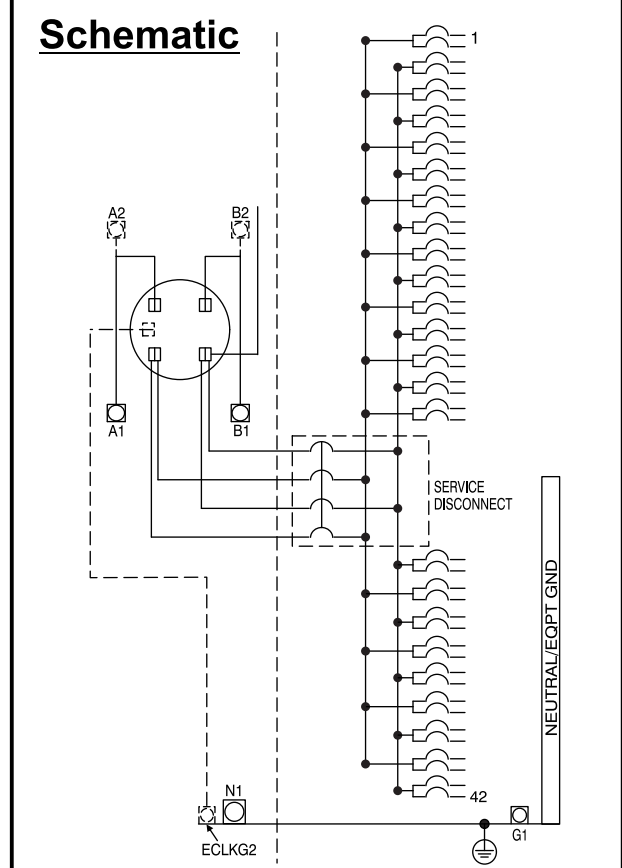 Schematic
1
A2
B2
A1
B1
SERVICE
DISCONNECT
NEUTRAL/EQPT GND
42
N1
G1
ECLKG2